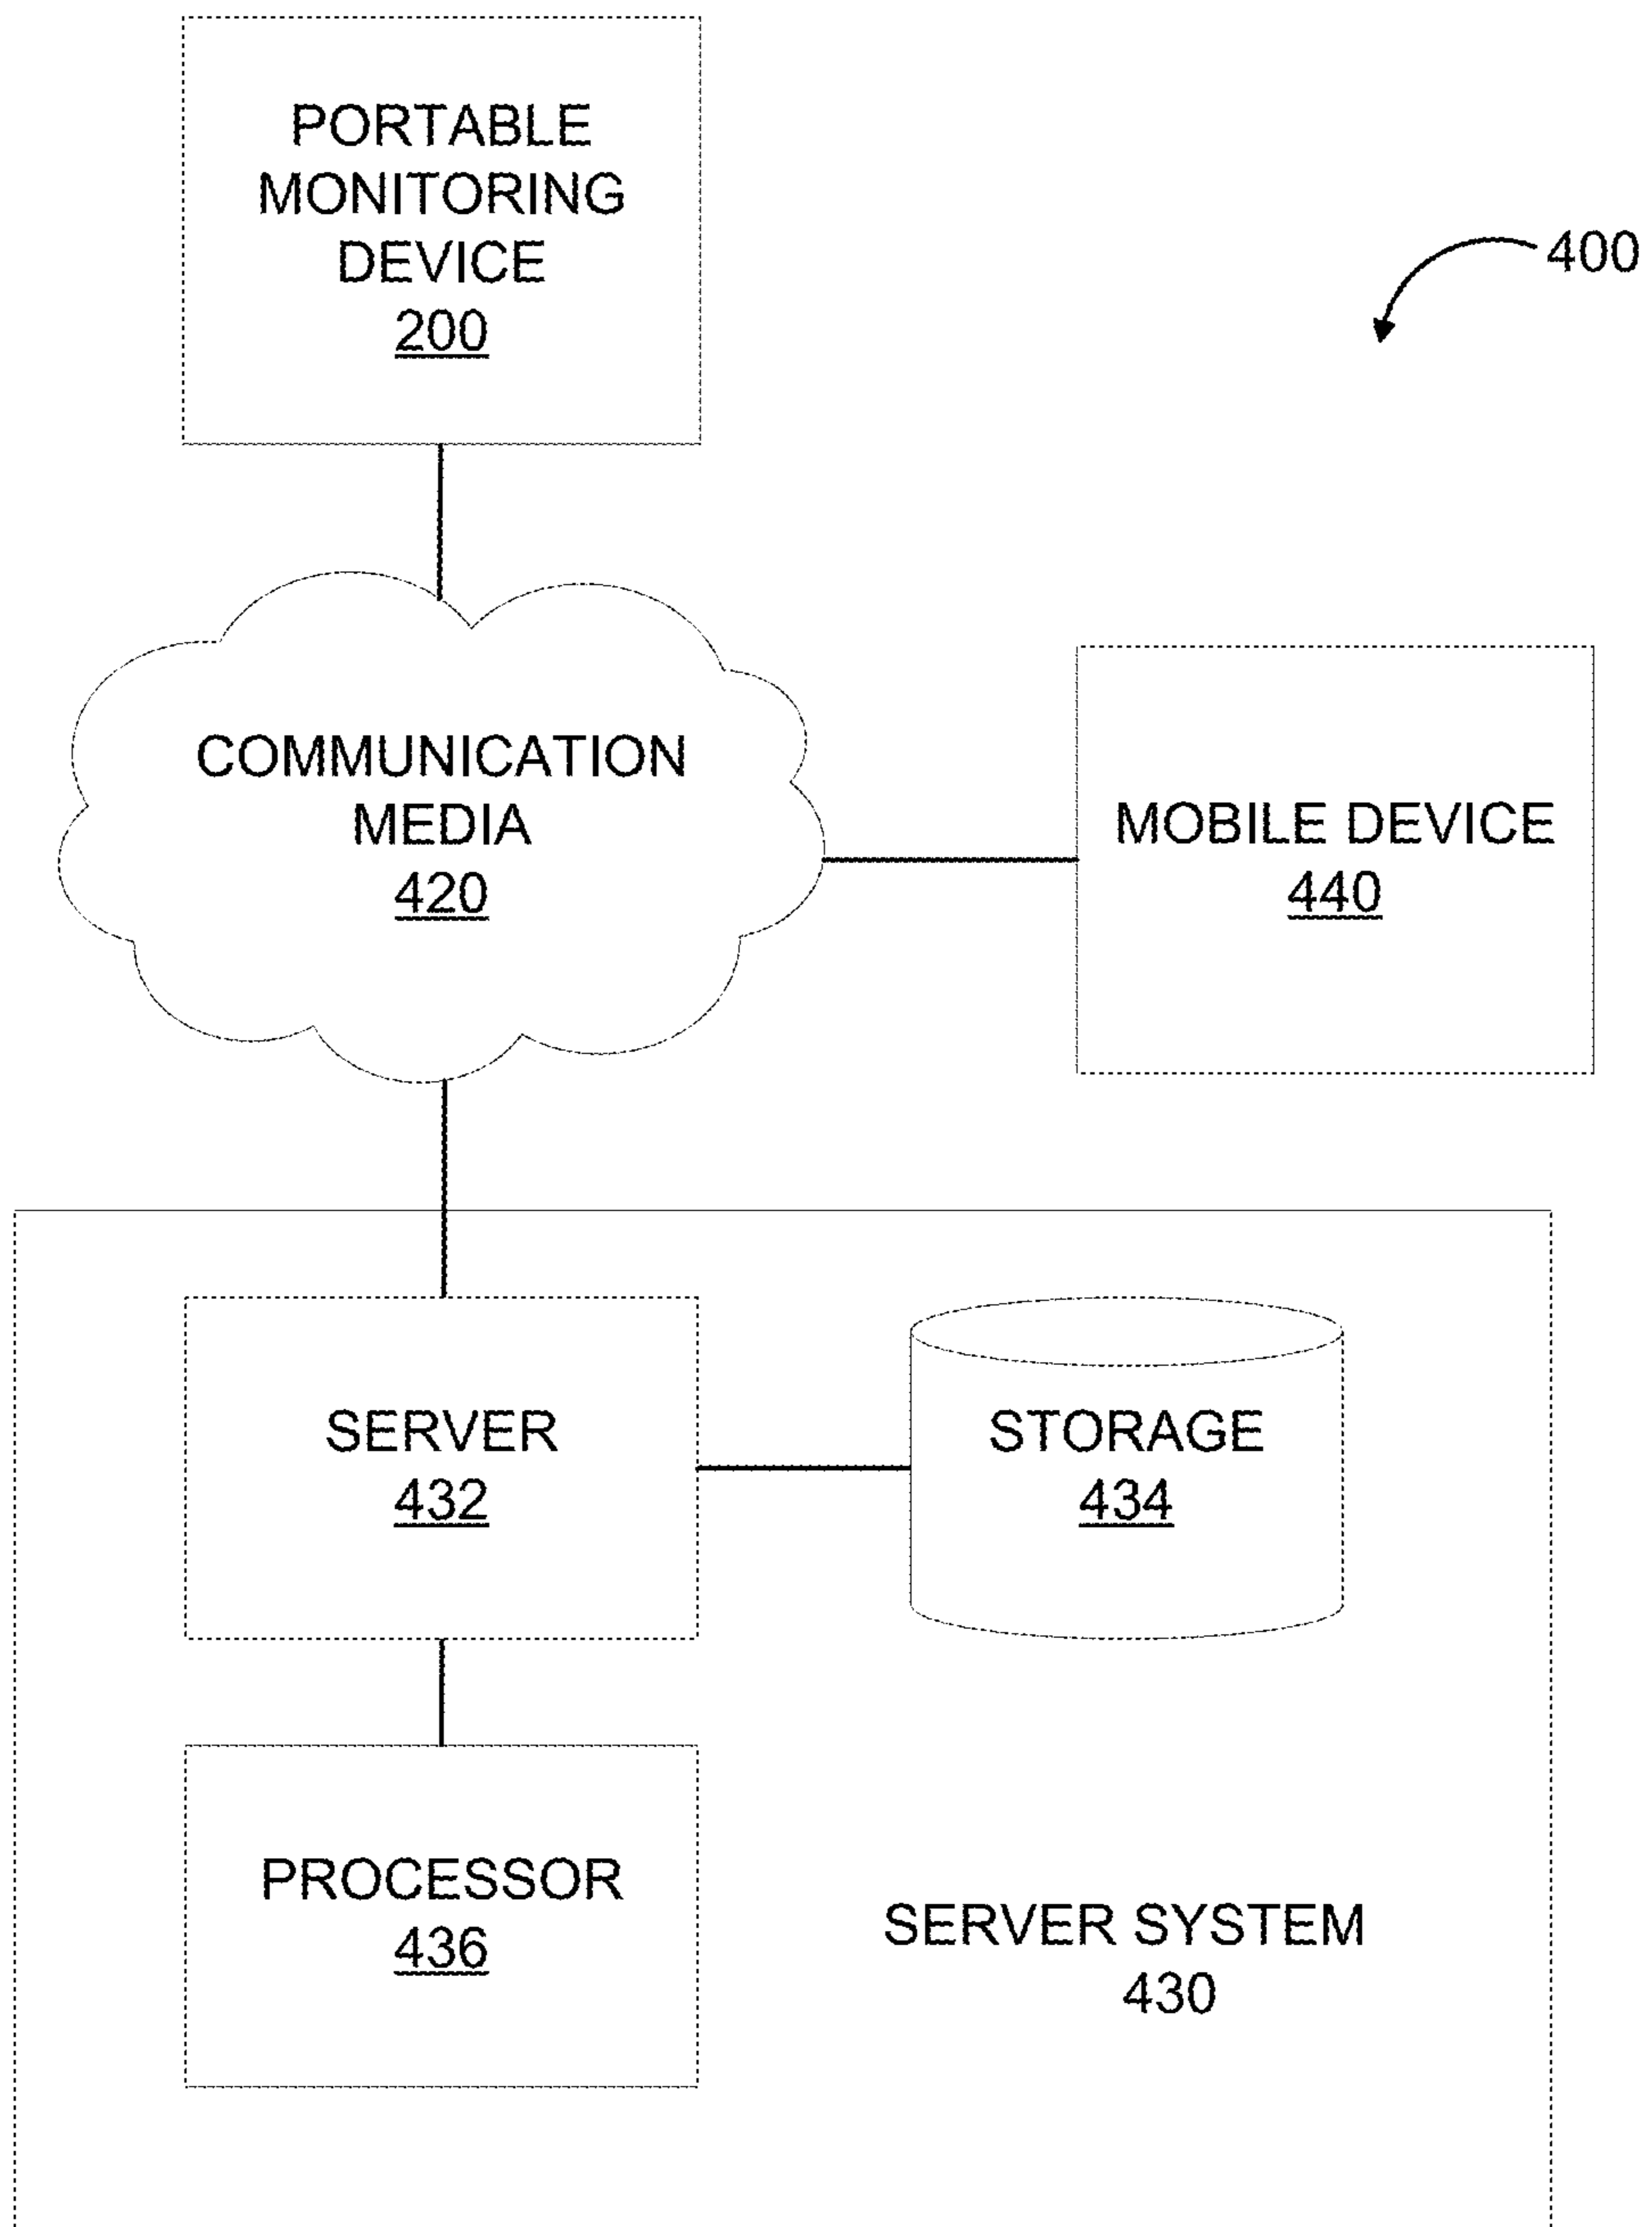 PORTABLE
MONITORING
DEVICE
200
400
COMMUNICATION
MEDIA
420
MOBILE DEVICE
440
SERVER
432
STORAGE
434
PROCESSOR
436
SERVER SYSTEM
430